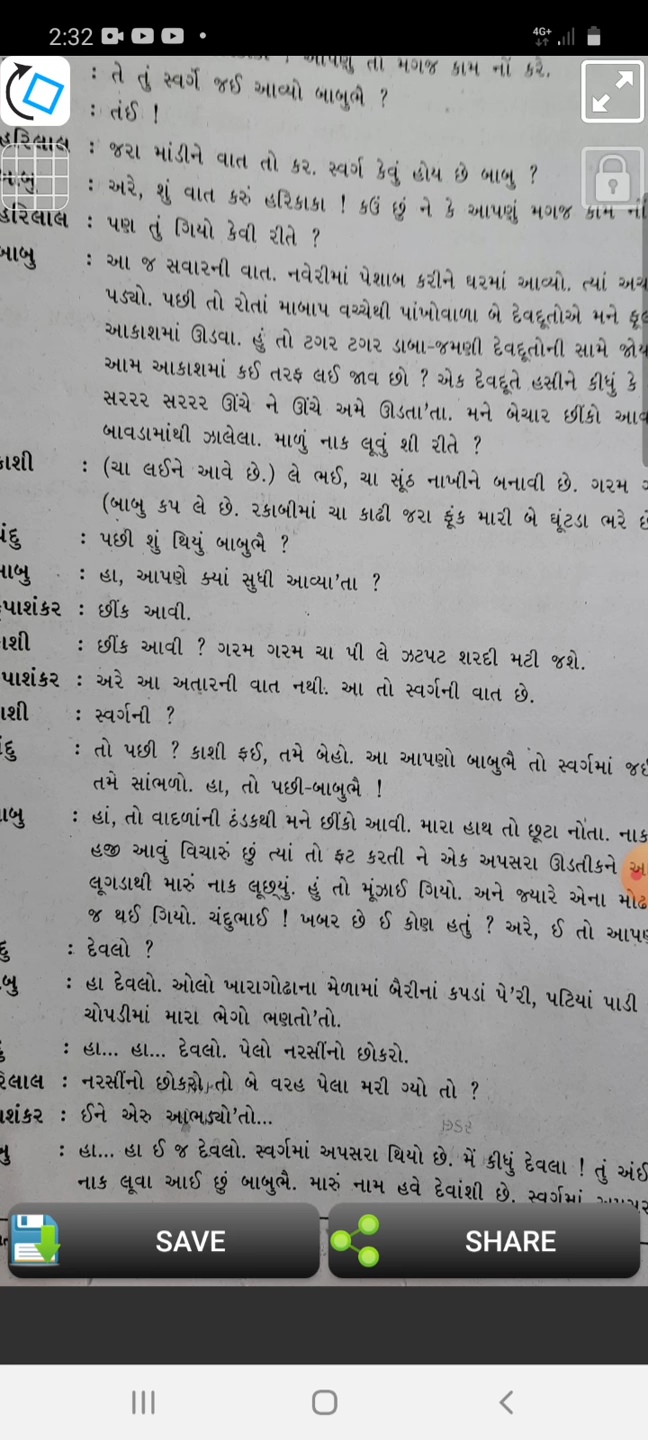 2:32
4G+
મગજ કામ નોં કરે.
: તે તું સ્વર્ગે જઈ આવ્યો બાબુભૈ ?
: તંઈ !
હરિલાલ : જરા માંડીને વાત તો કર. સ્વર્ગ કેવું હોય છે બાબુ ?
: અરે, શું વાત કરું હરિકાકા ! કઉં છું ને કે આપણું મગજ કામ
હરિલાલ : પણ તું ગિયો કેવી રીતે ?
બાબુ : આ જ સવારની વાત. નવેરીમાં પેશાબ કરીને ઘરમાં આવ્યો. ત્યાં
પડ્યો. પછી તો રોતાં માબાપ વચ્ચેથી પાંખોવાળા બે દેવદૂતોએ મને
આકાશમાં ઊડવા. હું તો ટગર ટગર ડાબા-જમણી દેવદૂતોની સામે
આમ આકાશમાં કઈ તરફ લઈ જાવ છો ? એક દેવદૂતે હસીને કીધું કે
સરરર સરરર ઊંચે ને ઊંચે અમે ઊડતા'તા. મને બેચાર છીંકો
બાવડામાંથી ઝાલેલા. માળું નાક લૂવું શી રીતે ?
કાશી : (ચા લઈને આવે છે.) લે ભઈ, ચા સૂંઠ નાખીને બનાવી છે. ગરમ
(બાબુ કપ લે છે. રકાબીમાં ચા કાઢી જરા ફૂંક મારી બે ઘૂંટડા ભરે
ચંદુ : પછી શું થિયું બાબુભૈ ?
બાબુ : હા, આપણે ક્યાં સુધી આવ્યા'તા ?
પાશંકર : છીંક આવી.
કાશી : છીંક આવી ? ગરમ ગરમ ચા પી લે ઝટપટ શરદી મટી જશે.
પાશંકર : અરે આ અતારની વાત નથી. આ તો સ્વર્ગની વાત છે.
કાશી : સ્વર્ગની ?
ચંદુ : તો પછી ? કાશી ફઈ, તમે બેહો. આ આપણો બાબુભૈ તો સ્વર્ગમાં
તમે સાંભળો. હા, તો પછી-બાબુભૈ !
બાબુ : હાં, તો વાદળાંની ઠંડકથી મને છીંકો આવી. મારા હાથ તો છૂટા નોંતા. નાક
હજી આવું વિચારું છું ત્યાં તો ફટ કરતી ને એક અપસરા ઊડતીકને
લૂગડાથી મારું નાક લૂછ્યું. હું તો મૂંઝાઈ ગિયો. અને જ્યારે એના
જ થઈ ગિયો. ચંદુભાઈ ! ખબર છે ઈ કોણ હતું ? અરે, ઈ તો
: દેવલો ?
બુ : હા દેવલો. ઓલો ખારાગોઢાના મેળામાં બૈરીનાં કપડાં પે'રી, પટિયાં પાડી
ચોપડીમાં મારા ભેગો ભણતો'તો.
: હા... હા... દેવલો. પેલો નરસીંનો છોકરો.
રિલાલ : નરસીંનો છોકરો તો બે વરહ પેલા મરી ગ્યો તો ?
પાશંકર : ઈને એરુ આભડ્યો'તો...
: હા... હા ઈ જ દેવલો. સ્વર્ગમાં અપસરા થિયો છે. મેં કીધું દેવલા ! તું
નાક લૂવા આઈ છું બાબુભૈ. મારું નામ હવે દેવાંશી છે. સ્વર્ગમાં
SAVE
SHARE